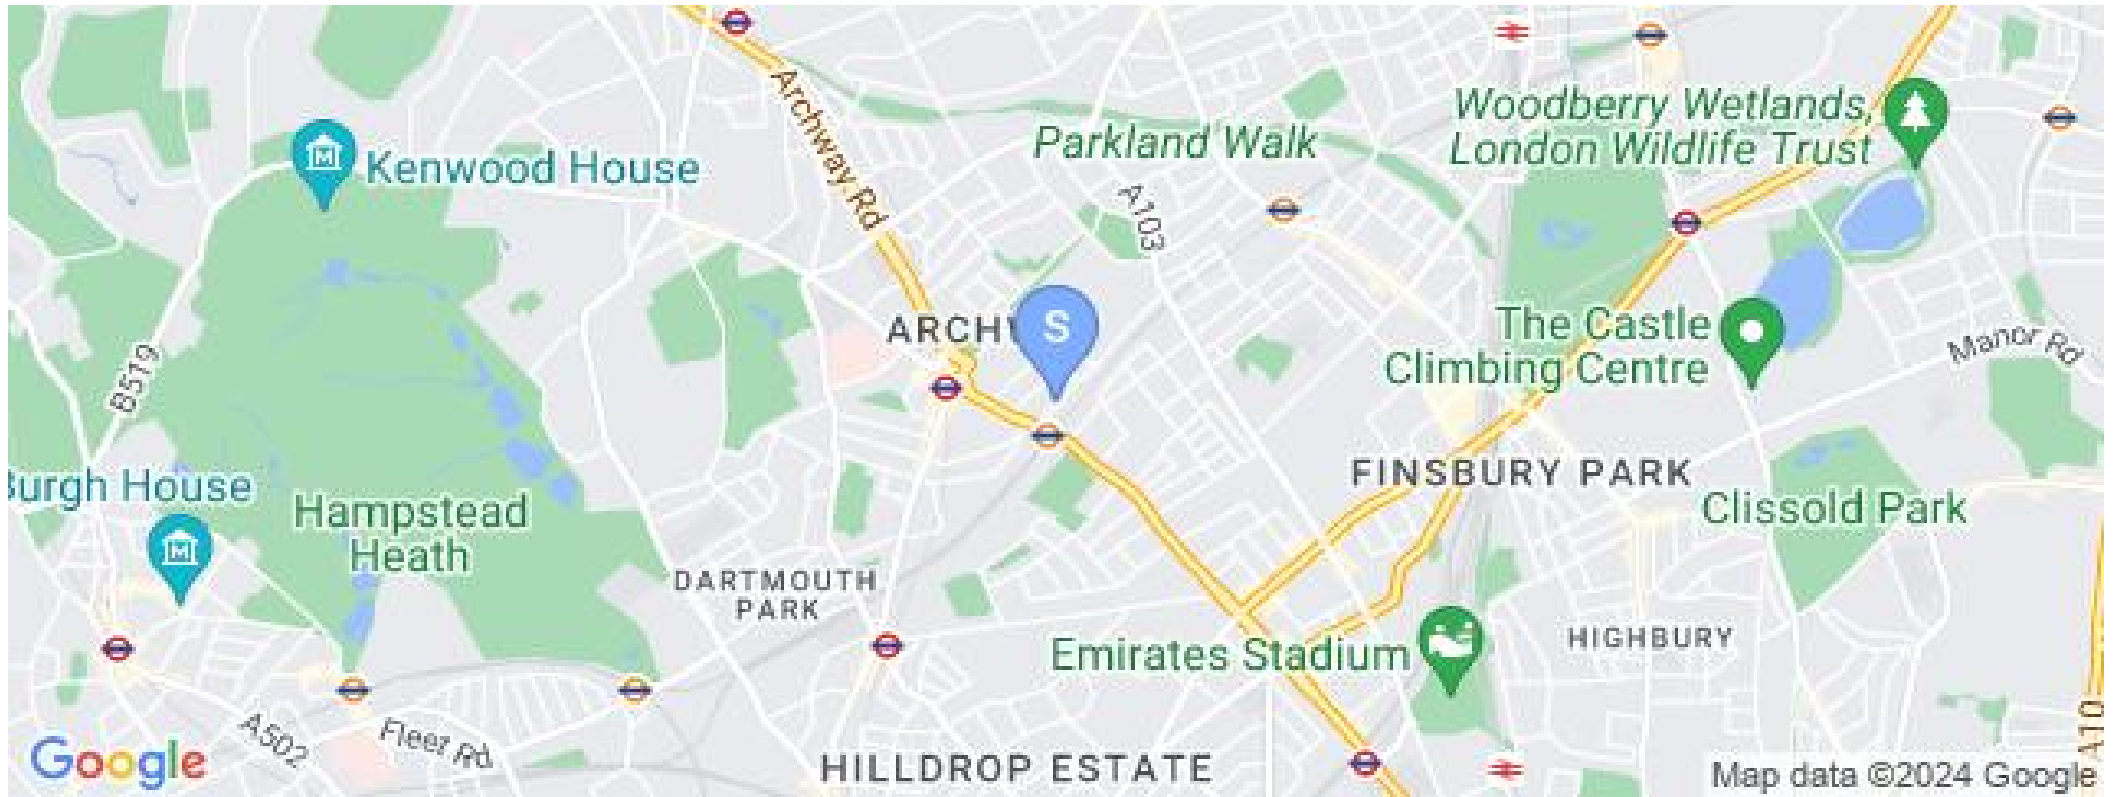 Archway Rd
Woodberry Wetlands,
London Wildlife Trust
Parkland Walk
Kenwood House
A103
ARCHW
S
The Castle
Climbing Centre
Manor Rd
B519
Burgh House
FINSBURY PARK
Hampstead
Heath
Clissold Park
DARTMOUTH
PARK
Emirates Stadium
HIGHBURY
A502
Fleet Rd
A10
Google
HILLDROP ESTATE
Map data ©2024 Google